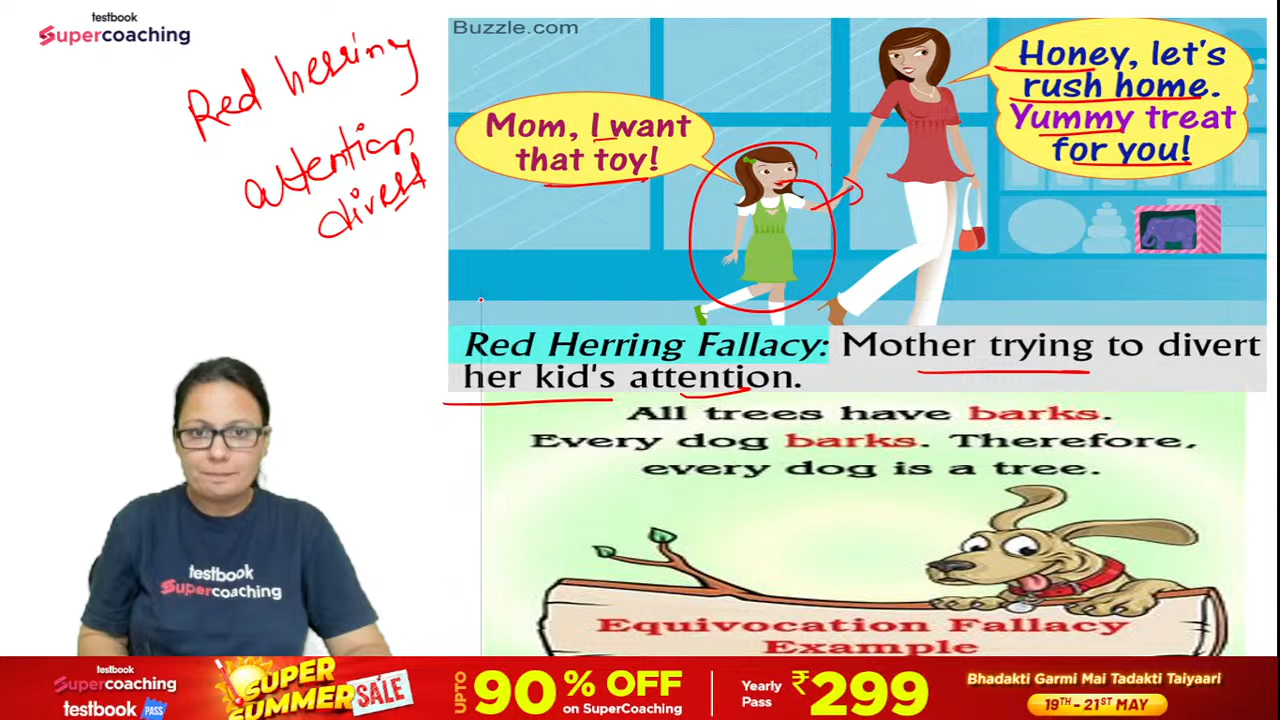 testbook
Supercoaching
Red herring
attention
divert
Buzzle.com
Mom, I want
that toy!
Honey, let's
rush home.
Yummy treat
for you!
Red Herring Fallacy: Mother trying to divert
her kid's attention.
All trees have barks.
Every dog barks. Therefore,
every dog is a tree.
Equivocation Fallacy
Example
testbook
Supercoaching
testbook
Supercoaching
testbook PASS
SUPER
SUMMER
SALE
UPTO
90% OFF
on SuperCoaching
Yearly
Pass
₹299
Bhadakti Garmi Mai Tadakti Taiyaari
19TH - 21ST MAY